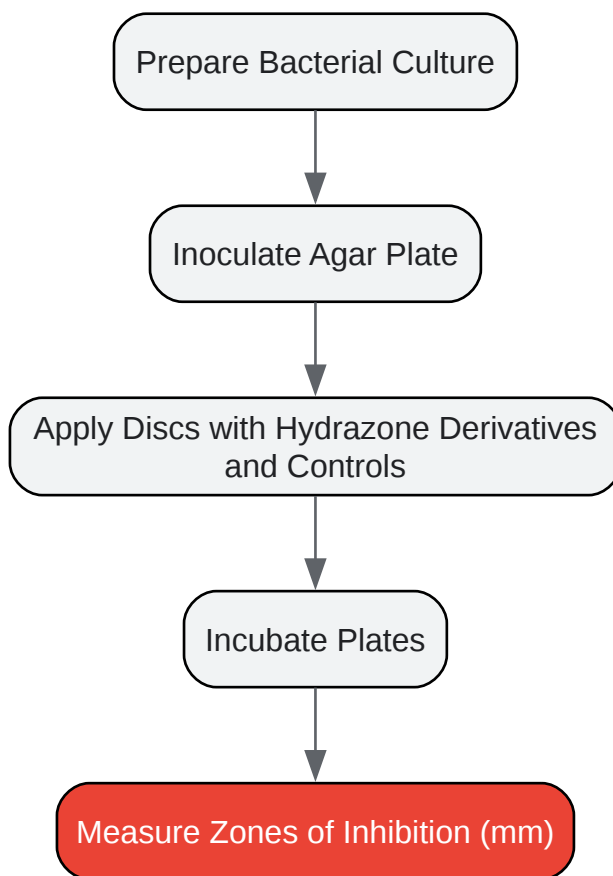 Prepare Bacterial Culture
Inoculate Agar Plate
Apply Discs with Hydrazone Derivatives
and Controls
Incubate Plates
Measure Zones of Inhibition (mm)